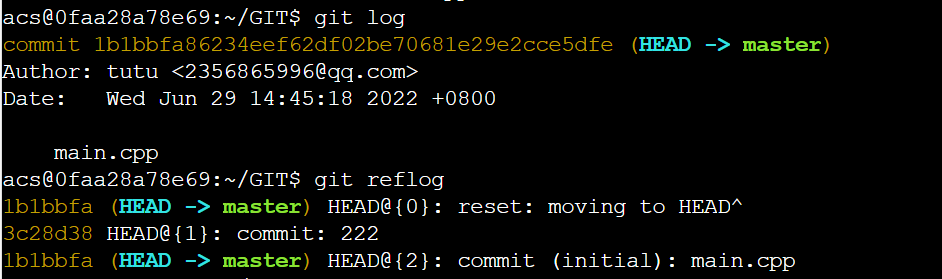 acs@0faa28a78e69:~/GIT$ git log
commit 1b1bbfa86234eef62df02be70681e29e2cce5dfe (HEAD -> master)
Author: tutu <2356865996@qq.com>
Date:   Wed Jun 29 14:45:18 2022 +0800
    main.cpp
acs@0faa28a78e69:~/GIT$ git reflog
1b1bbfa (HEAD -> master) HEAD@{0}: reset: moving to HEAD^
3c28d38 HEAD@{1}: commit: 222
1b1bbfa (HEAD -> master) HEAD@{2}: commit (initial): main.cpp